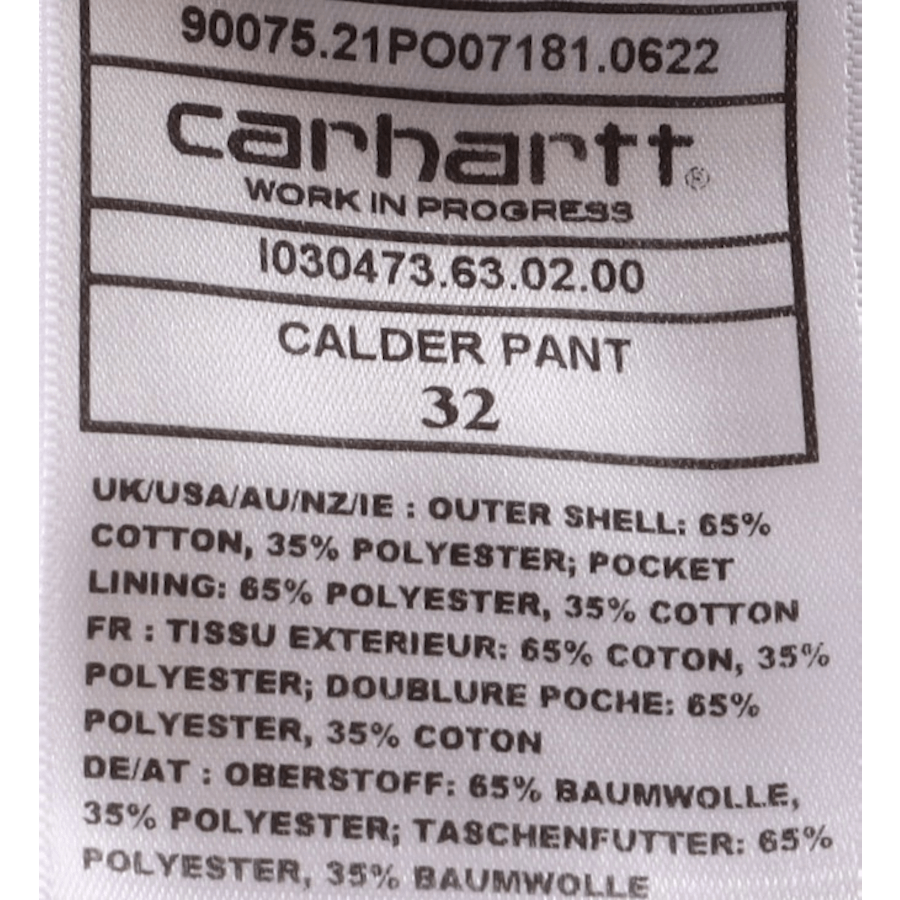 90075.21PO07181.0622
carhartt®
WORK IN PROGRESS
I030473.63.02.00
CALDER PANT
32
UK/USA/AU/NZ/IE : OUTER SHELL: 65%
COTTON, 35% POLYESTER; POCKET
LINING: 65% POLYESTER, 35% COTTON
FR : TISSU EXTERIEUR: 65% COTON, 35%
POLYESTER; DOUBLURE POCHE: 65%
POLYESTER, 35% COTON
DE/AT : OBERSTOFF: 65% BAUMWOLLE,
35% POLYESTER; TASCHENFUTTER: 65%
POLYESTER, 35% BAUMWOLLE